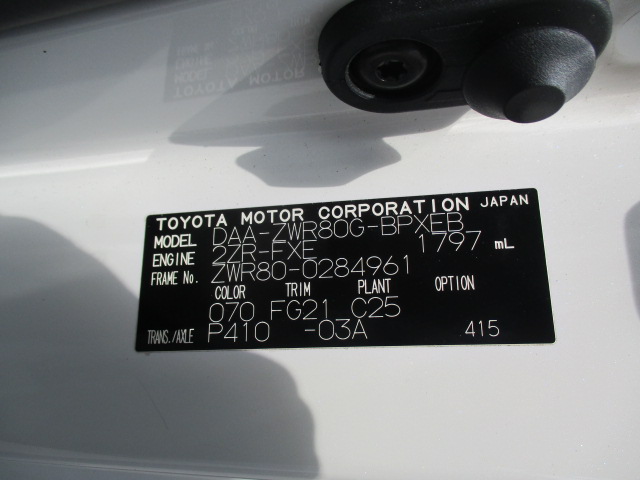 TOYOTA MOTOR CORPORATION JAPAN
MODEL DAA-ZWR80G-BPXEB
ENGINE 2ZR-FXE 1797 mL
FRAME No. ZWR80-0284961
COLOR TRIM PLANT OPTION
070 FG21 C25
TRANS./AXLE P410 -03A 415